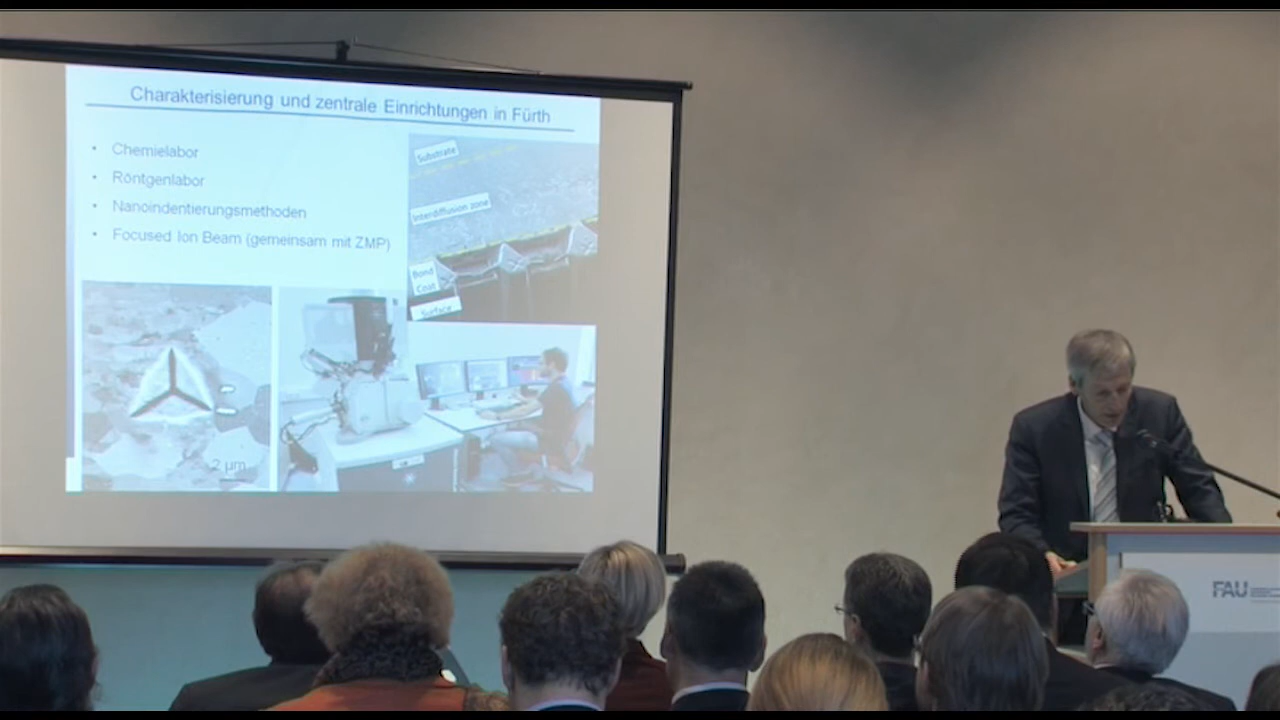 Charakterisierung und zentrale Einrichtungen in Fürth
• Chemielabor
• Röntgenlabor
• Nanoindentierungsmethoden
• Focused Ion Beam (gemeinsam mit ZMP)
Substrate
Interdiffusion zone
Bond
Coat
Surface
2 µm
FAU